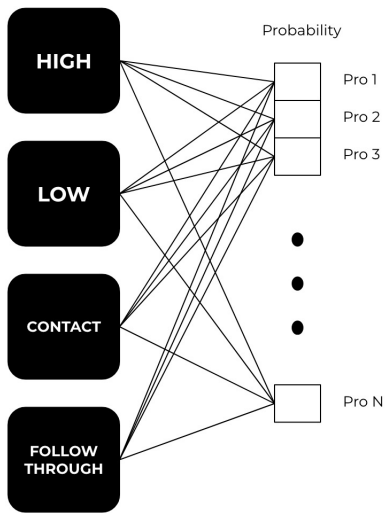 Probability
HIGH
Pro 1
Pro 2
Pro 3
LOW
CONTACT
Pro N
FOLLOW
THROUGH